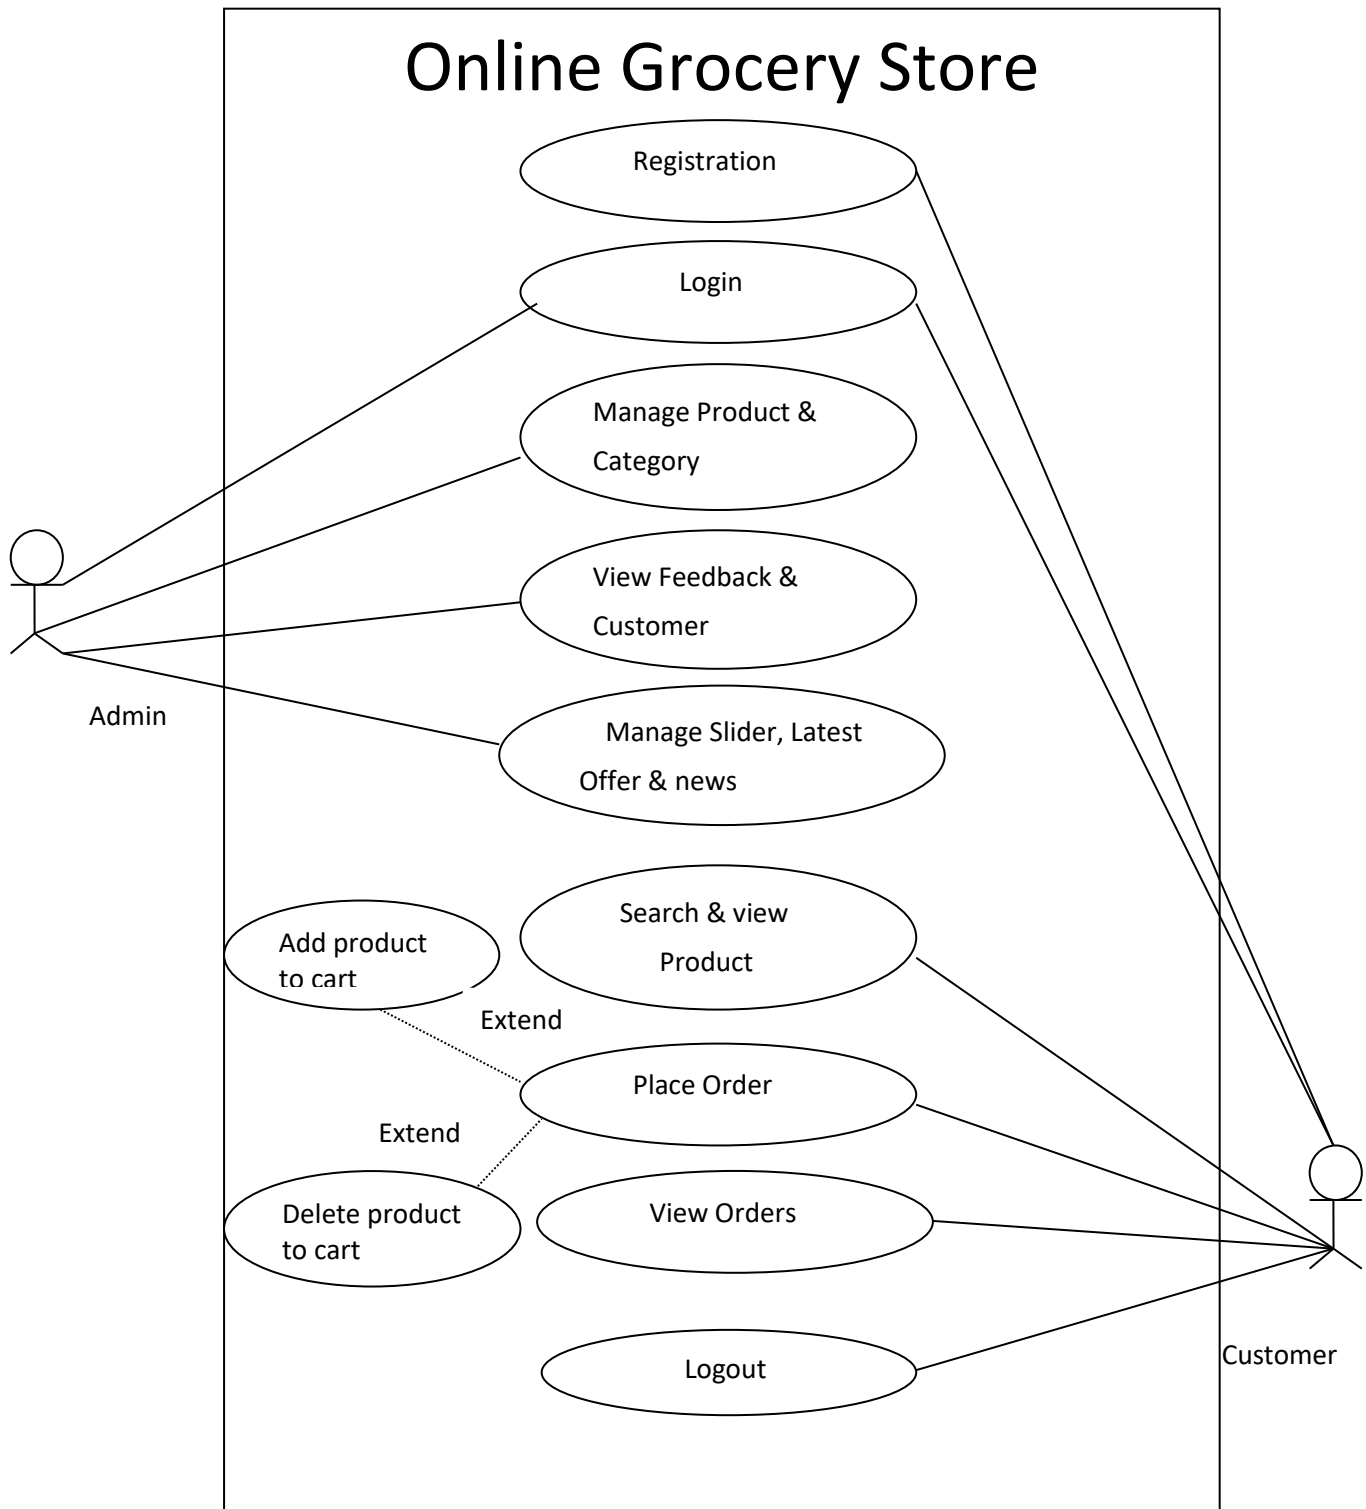 Online Grocery Store
Registration
Login
Manage Product &
Category
View Feedback &
Customer
Admin
Manage Slider, Latest
Offer & news
Search & view
Product
Add product
to cart
Extend
Place Order
Extend
Delete product
to cart
View Orders
Customer
Logout